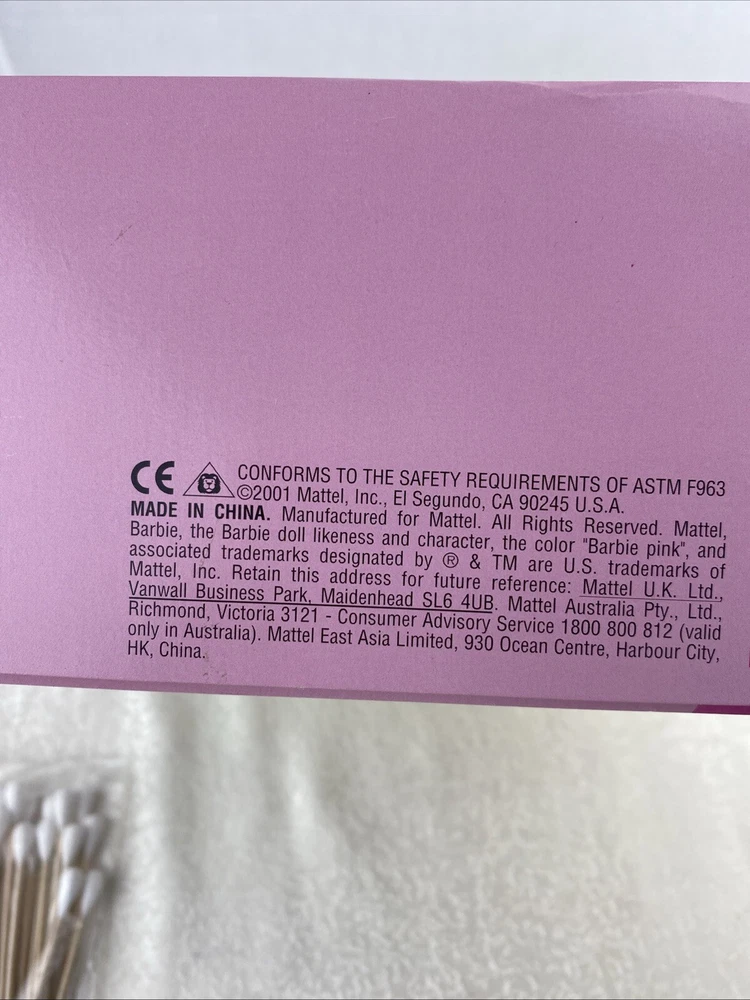 CE CONFORMS TO THE SAFETY REQUIREMENTS OF ASTM F963
©2001 Mattel, Inc., El Segundo, CA 90245 U.S.A.
MADE IN CHINA. Manufactured for Mattel. All Rights Reserved. Mattel,
Barbie, the Barbie doll likeness and character, the color "Barbie pink", and
associated trademarks designated by ® & TM are U.S. trademarks of
Mattel, Inc. Retain this address for future reference: Mattel U.K. Ltd.,
Vanwall Business Park, Maidenhead SL6 4UB. Mattel Australia Pty., Ltd.,
Richmond, Victoria 3121 - Consumer Advisory Service 1800 800 812 (valid
only in Australia). Mattel East Asia Limited, 930 Ocean Centre, Harbour City,
HK, China.